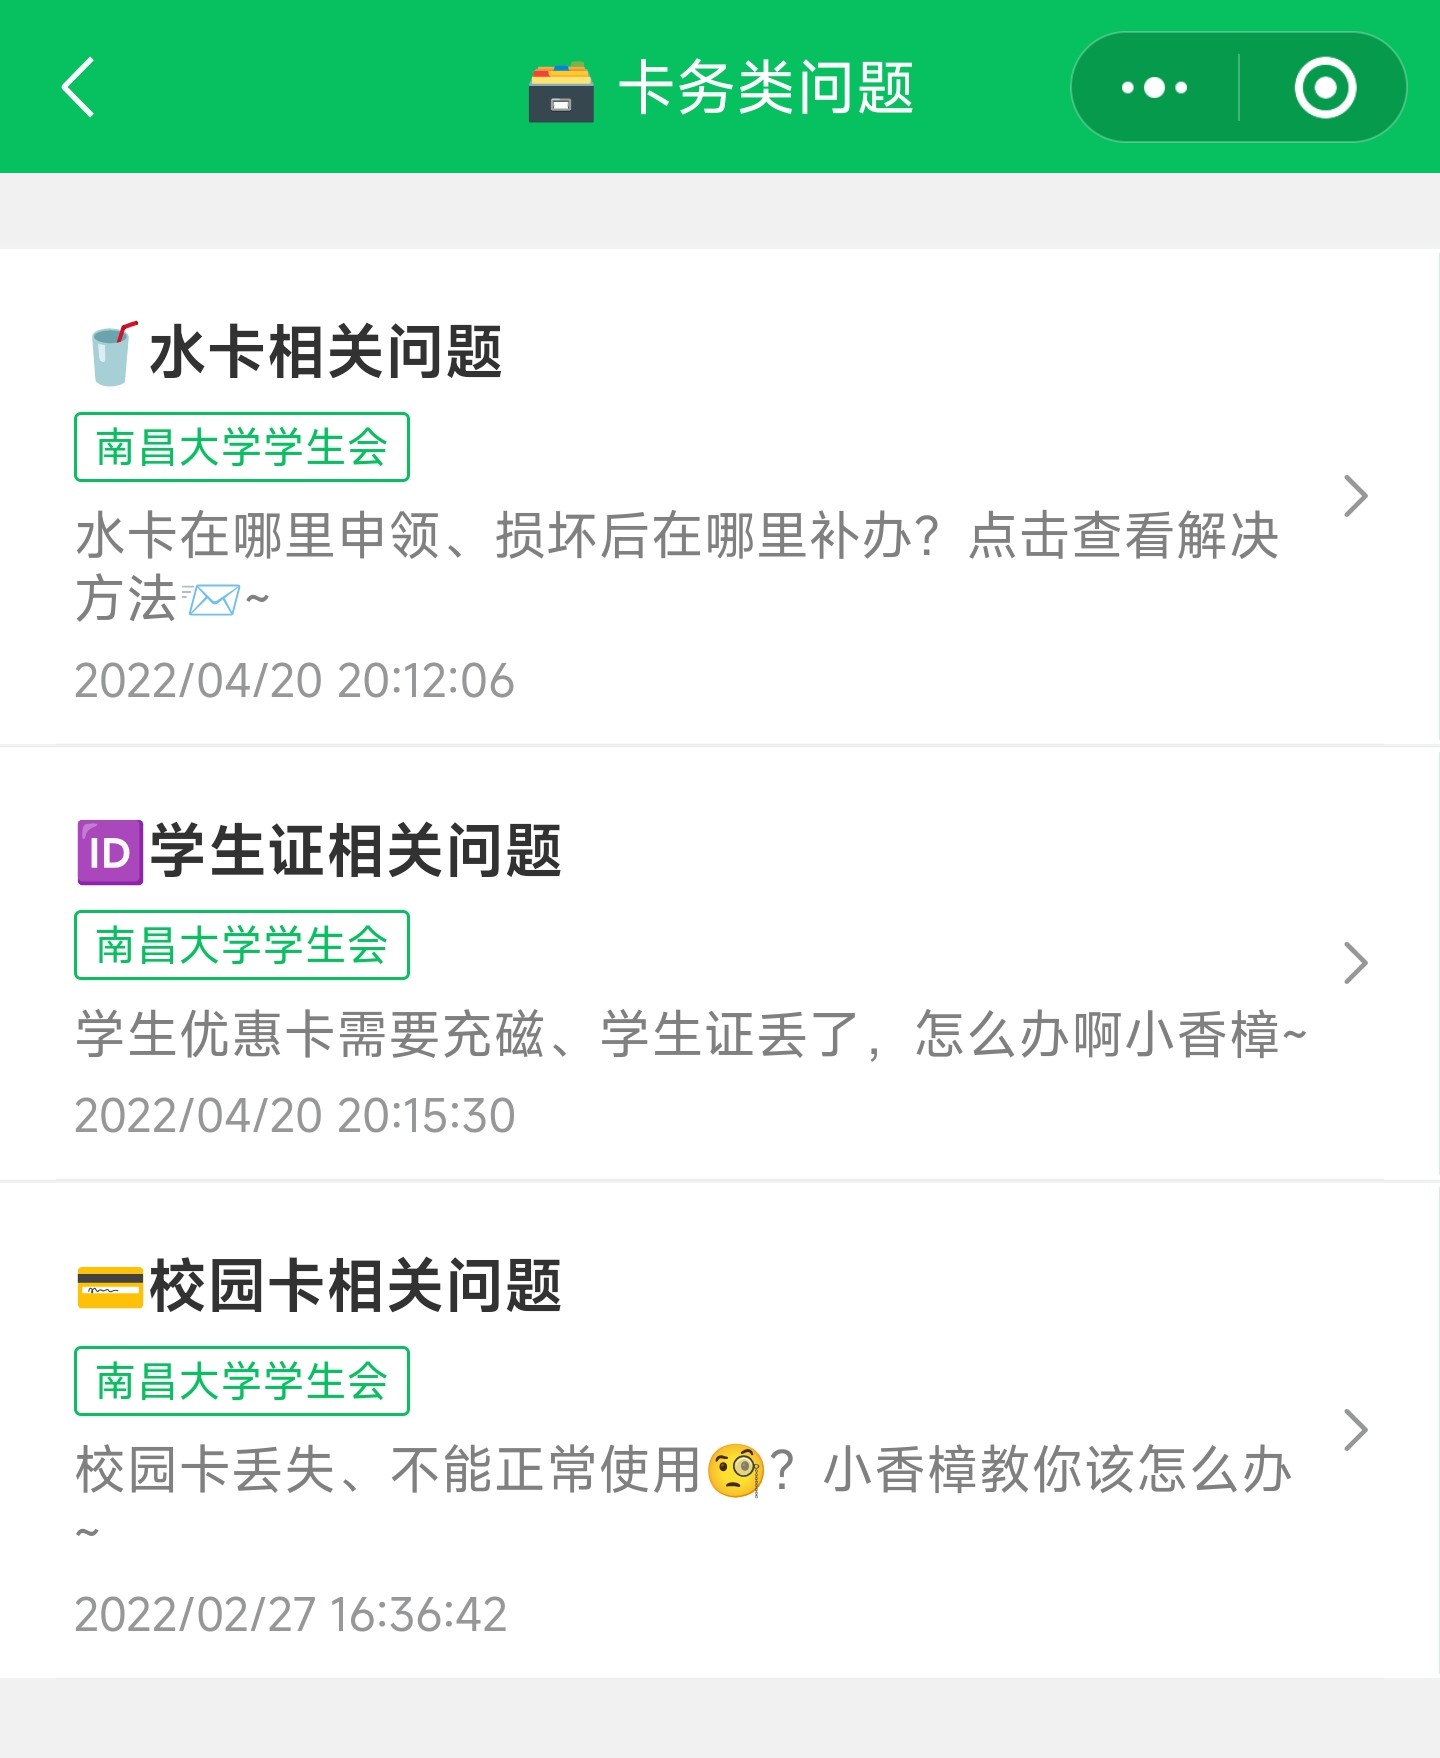 🗃️ 卡务类问题
🥤水卡相关问题
南昌大学学生会
水卡在哪里申领、损坏后在哪里补办？点击查看解决
方法📨~
2022/04/20 20:12:06
🆔学生证相关问题
南昌大学学生会
学生优惠卡需要充磁、学生证丢了，怎么办啊小香樟~
2022/04/20 20:15:30
💳校园卡相关问题
南昌大学学生会
校园卡丢失、不能正常使用🧐？小香樟教你该怎么办
~
2022/02/27 16:36:42